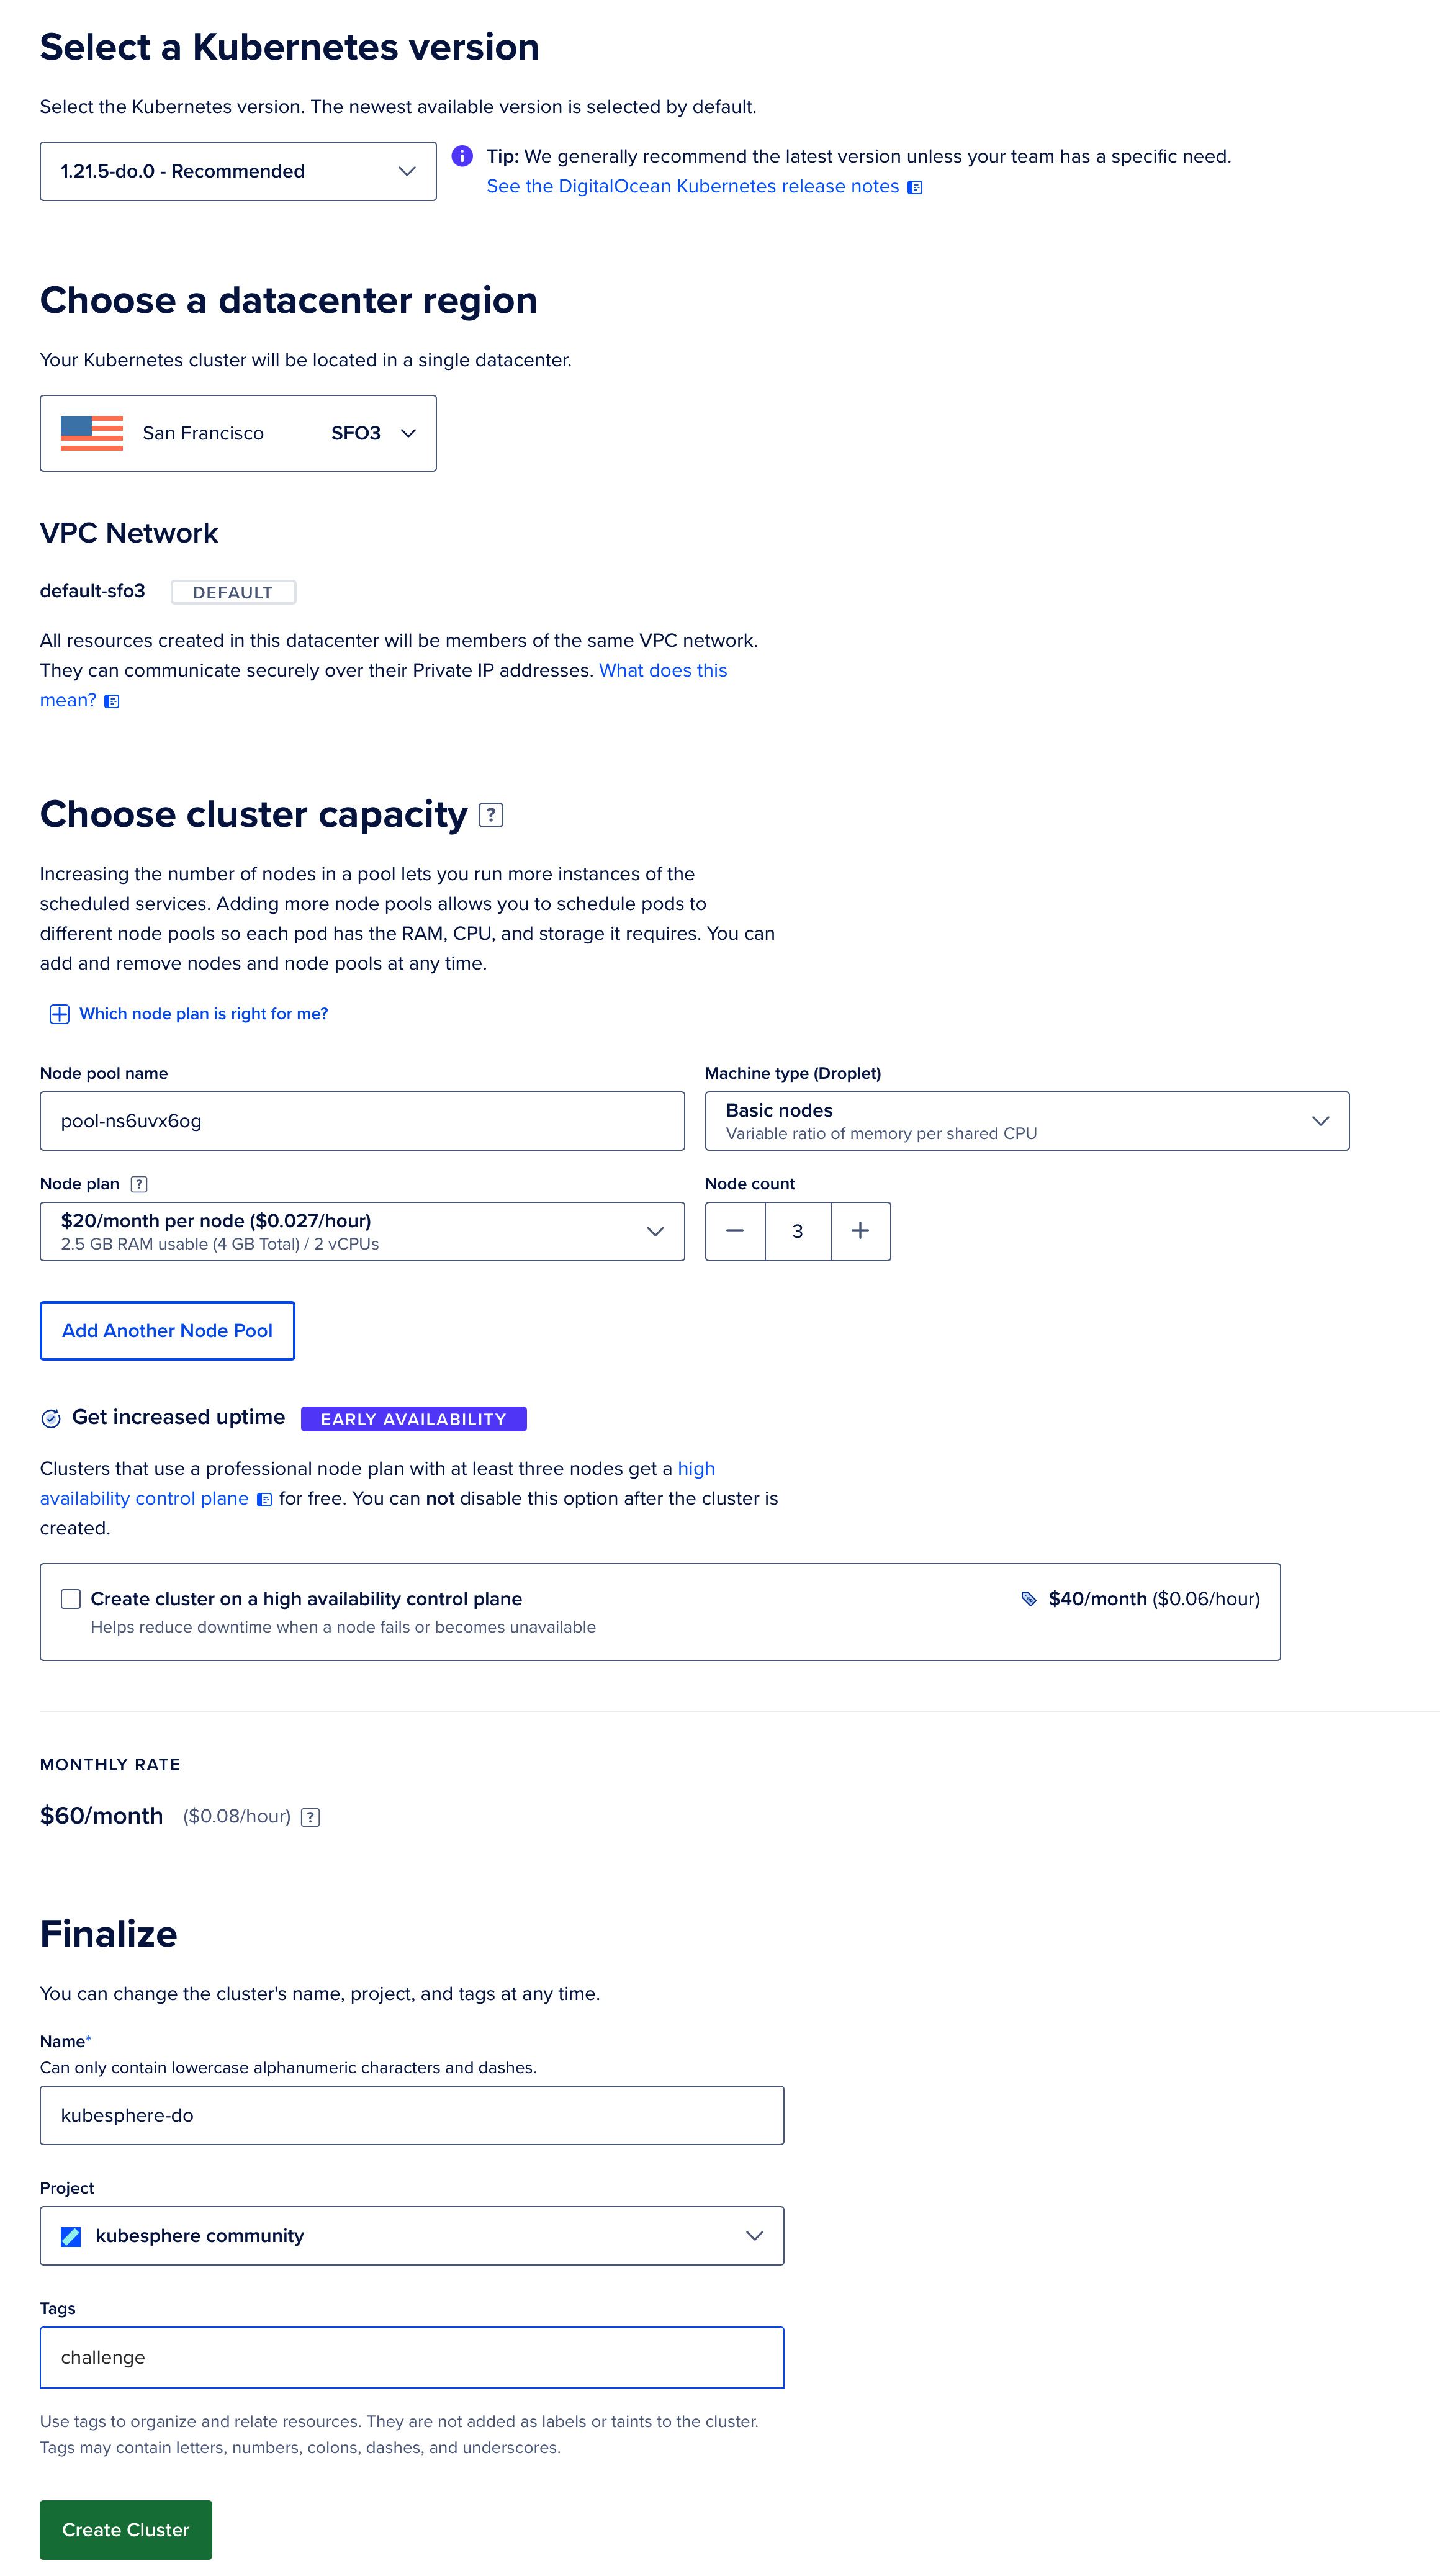 Select a Kubernetes version
Select the Kubernetes version. The newest available version is selected by default.
1.21.5-do.0 - Recommended
Tip: We generally recommend the latest version unless your team has a specific need.
See the DigitalOcean Kubernetes release notes
Choose a datacenter region
Your Kubernetes cluster will be located in a single datacenter.
San Francisco SFO3
VPC Network
default-sfo3 DEFAULT
All resources created in this datacenter will be members of the same VPC network.
They can communicate securely over their Private IP addresses. What does this
mean?
Choose cluster capacity ?
Increasing the number of nodes in a pool lets you run more instances of the
scheduled services. Adding more node pools allows you to schedule pods to
different node pools so each pod has the RAM, CPU, and storage it requires. You can
add and remove nodes and node pools at any time.
Which node plan is right for me?
Node pool name
pool-ns6uvx6og
Machine type (Droplet)
Basic nodes
Variable ratio of memory per shared CPU
Node plan ?
$20/month per node ($0.027/hour)
2.5 GB RAM usable (4 GB Total) / 2 vCPUs
Node count
3
Add Another Node Pool
Get increased uptime EARLY AVAILABILITY
Clusters that use a professional node plan with at least three nodes get a high
availability control plane for free. You can not disable this option after the cluster is
created.
Create cluster on a high availability control plane $40/month ($0.06/hour)
Helps reduce downtime when a node fails or becomes unavailable
MONTHLY RATE
$60/month ($0.08/hour) ?
Finalize
You can change the cluster's name, project, and tags at any time.
Name*
Can only contain lowercase alphanumeric characters and dashes.
kubesphere-do
Project
kubesphere community
Tags
challenge
Use tags to organize and relate resources. They are not added as labels or taints to the cluster.
Tags may contain letters, numbers, colons, dashes, and underscores.
Create Cluster